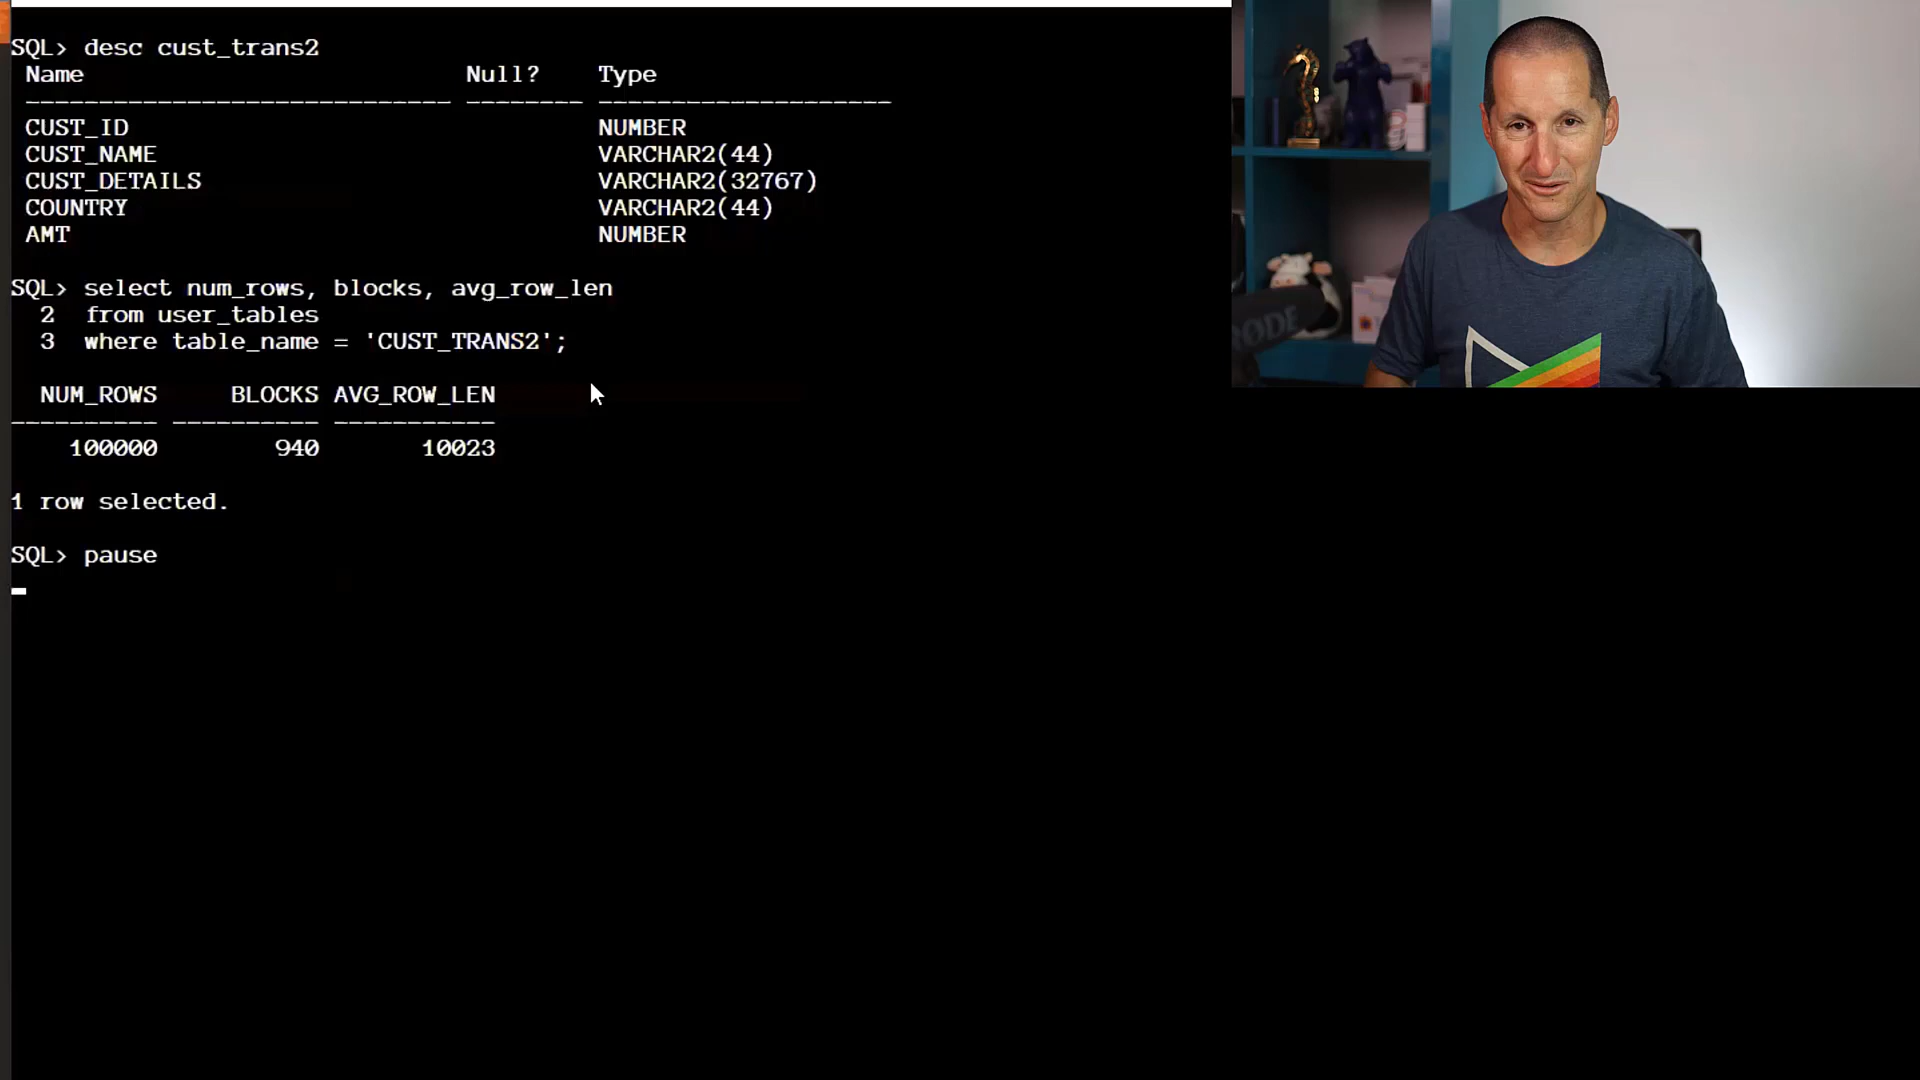 SQL> desc cust_trans2
Name Null? Type
----------------------------- -------- --------------------
CUST_ID NUMBER
CUST_NAME VARCHAR2(44)
CUST_DETAILS VARCHAR2(32767)
COUNTRY VARCHAR2(44)
AMT NUMBER
SQL> select num_rows, blocks, avg_row_len
2 from user_tables
3 where table_name = 'CUST_TRANS2';
NUM_ROWS BLOCKS AVG_ROW_LEN
---------- ---------- -----------
100000 940 10023
1 row selected.
SQL> pause